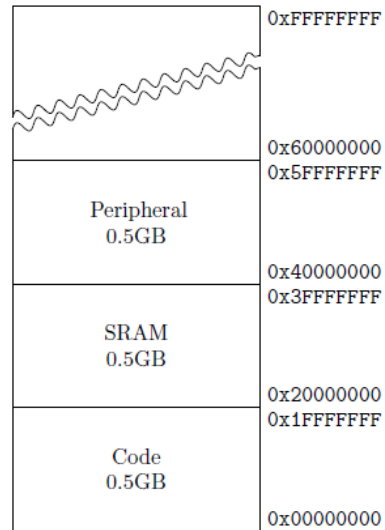 0xFFFFFFFF
0x60000000
0x5FFFFFFF
Peripheral
0.5GB
0x40000000
0x3FFFFFFF
SRAM
0.5GB
0x20000000
0x1FFFFFFF
Code
0.5GB
0x00000000